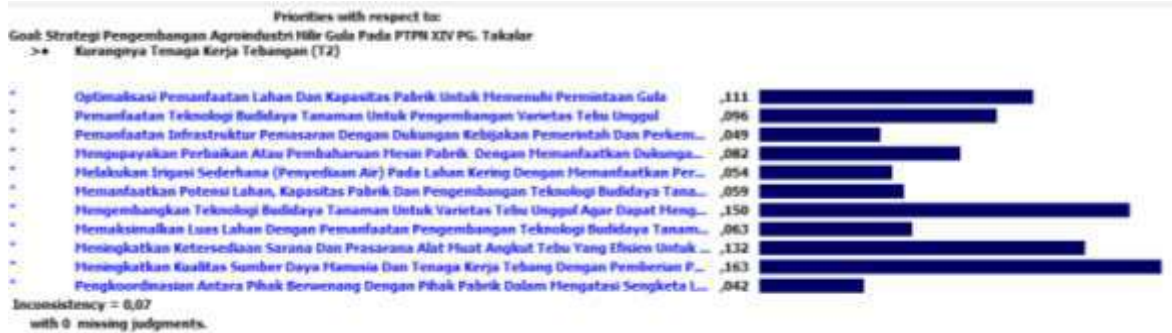 Priorities with respect to:
Goal: Strategi Pengembangan Agroindustri Hilir Gula Pada PTPN XIV PG. Takalar
>• Kurangnya Tenaga Kerja Tebangan (T2)
Optimalisasi Pemanfaatan Lahan Dan Kapasitas Pabrik Untuk Memenuhi Permintaan Gula ,111
Pemanfaatan Teknologi Budidaya Tanaman Untuk Pengembangan Varietas Tebu Unggul ,096
Pemanfaatan Infrastruktur Pemasaran Dengan Dukungan Kebijakan Pemerintah Dan Perkem... ,049
Mengupayakan Perbaikan Atau Pembaharuan Mesin Pabrik Dengan Memanfaatkan Dukunga... ,082
Melakukan Irigasi Sederhana (Penyediaan Air) Pada Lahan Kering Dengan Memanfaatkan Per... ,054
Memanfaatkan Potensi Lahan, Kapasitas Pabrik Dan Pengembangan Teknologi Budidaya Tana... ,059
Mengembangkan Teknologi Budidaya Tanaman Untuk Varietas Tebu Unggul Agar Dapat Meng... ,150
Memaksimalkan Luas Lahan Dengan Pemanfaatan Pengembangan Teknologi Budidaya Tanam... ,063
Meningkatkan Ketersediaan Sarana Dan Prasarana Alat Muat Angkut Tebu Yang Efisien Untuk ... ,132
Meningkatkan Kualitas Sumber Daya Manusia Dan Tenaga Kerja Tebang Dengan Pemberian P... ,163
Pengkoordinasian Antara Pihak Berwenang Dengan Pihak Pabrik Dalam Mengatasi Sengketa L... ,042
Inconsistency = 0,07
with 0 missing judgments.